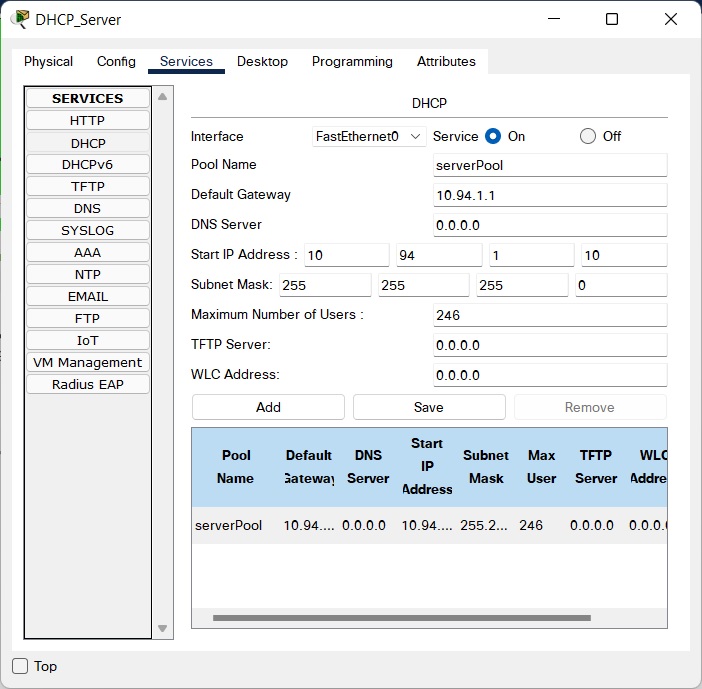 DHCP_Server
Physical Config Services Desktop Programming Attributes
SERVICES
HTTP
DHCP
DHCPv6
TFTP
DNS
SYSLOG
AAA
NTP
EMAIL
FTP
IoT
VM Management
Radius EAP
DHCP
Interface FastEthernet0 Service On Off
Pool Name serverPool
Default Gateway 10.94.1.1
DNS Server 0.0.0.0
Start IP Address : 10 94 1 10
Subnet Mask: 255 255 255 0
Maximum Number of Users : 246
TFTP Server: 0.0.0.0
WLC Address: 0.0.0.0
Add Save Remove
Pool Name Default Gateway DNS Server Start IP Address Subnet Mask Max User TFTP Server WLC Addre
serverPool 10.94.... 0.0.0.0 10.94.... 255.2... 246 0.0.0.0 0.0.0.0
Top